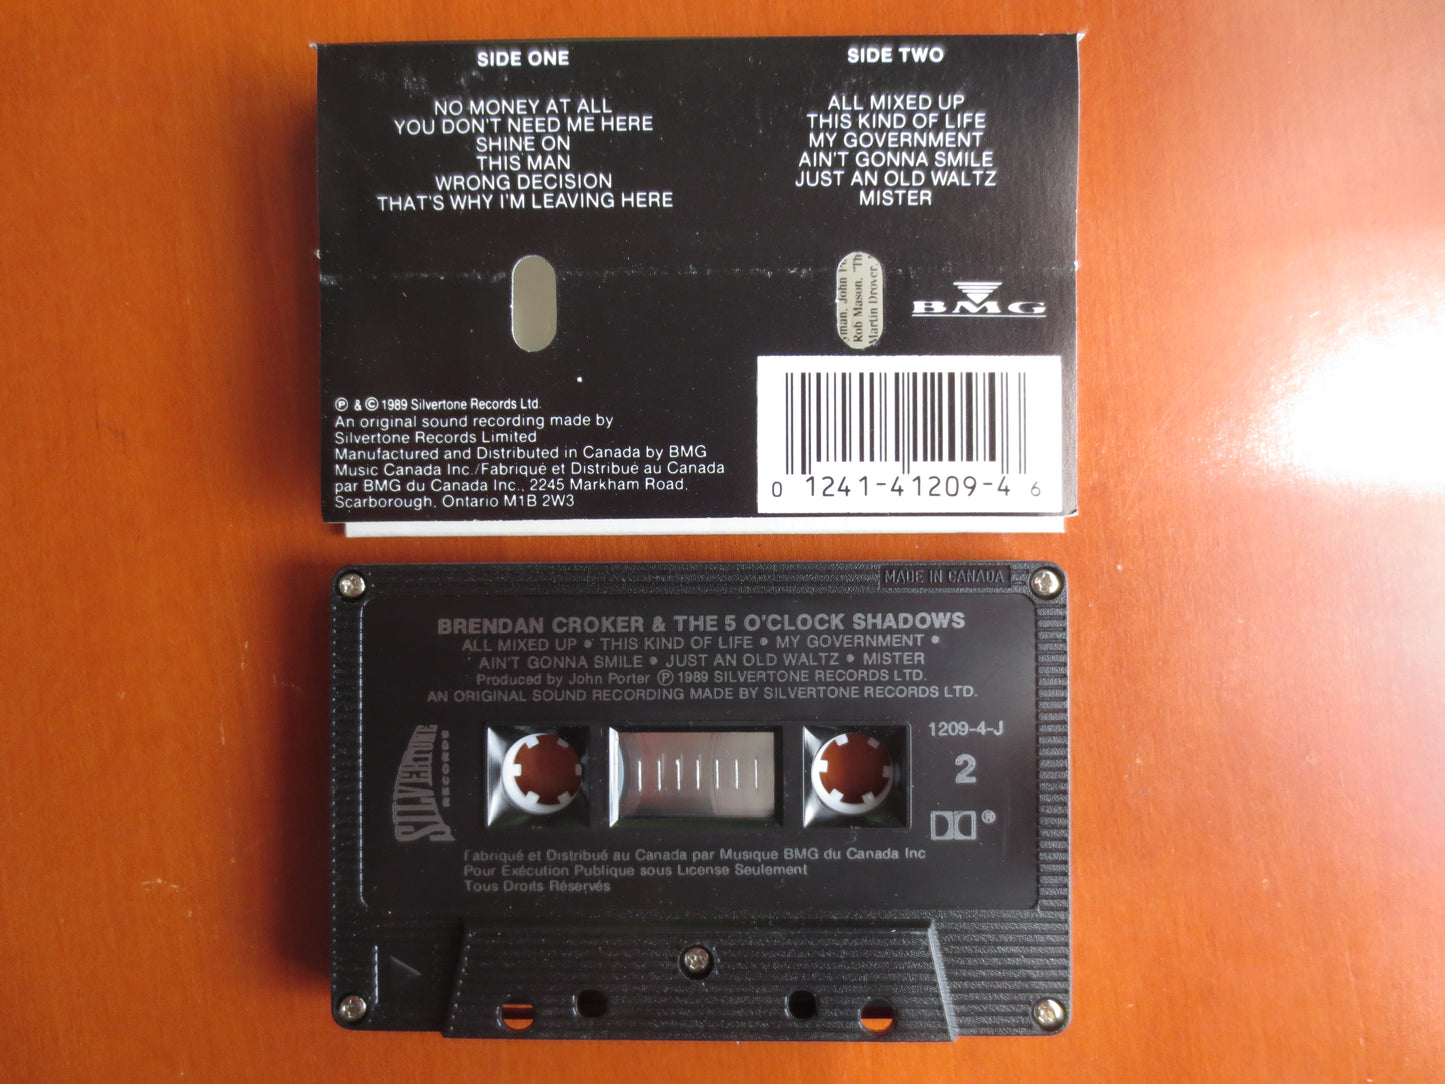 SIDE ONE
NO MONEY AT ALL
YOU DON'T NEED ME HERE
SHINE ON
THIS MAN
WRONG DECISION
THAT'S WHY I'M LEAVING HERE
SIDE TWO
ALL MIXED UP
THIS KIND OF LIFE
MY GOVERNMENT
AIN'T GONNA SMILE
JUST AN OLD WALTZ
MISTER
yman, John
Rob Mason, "Th
Martin Drover,
BMG
℗ & © 1989 Silvertone Records Ltd.
An original sound recording made by
Silvertone Records Limited
Manufactured and Distributed in Canada by BMG
Music Canada Inc./Fabriqué et Distribué au Canada
par BMG du Canada Inc., 2245 Markham Road,
Scarborough, Ontario M1B 2W3
0 1241-41209-4 6
MADE IN CANADA
BRENDAN CROKER & THE 5 O'CLOCK SHADOWS
ALL MIXED UP • THIS KIND OF LIFE • MY GOVERNMENT •
AIN'T GONNA SMILE • JUST AN OLD WALTZ • MISTER
Produced by John Porter ℗ 1989 SILVERTONE RECORDS LTD.
AN ORIGINAL SOUND RECORDING MADE BY SILVERTONE RECORDS LTD.
SILVERTONE
RECORDS
1209-4-J
2
®
Fabriqué et Distribué au Canada par Musique BMG du Canada Inc
Pour Exécution Publique sous License Seulement
Tous Droits Réservés